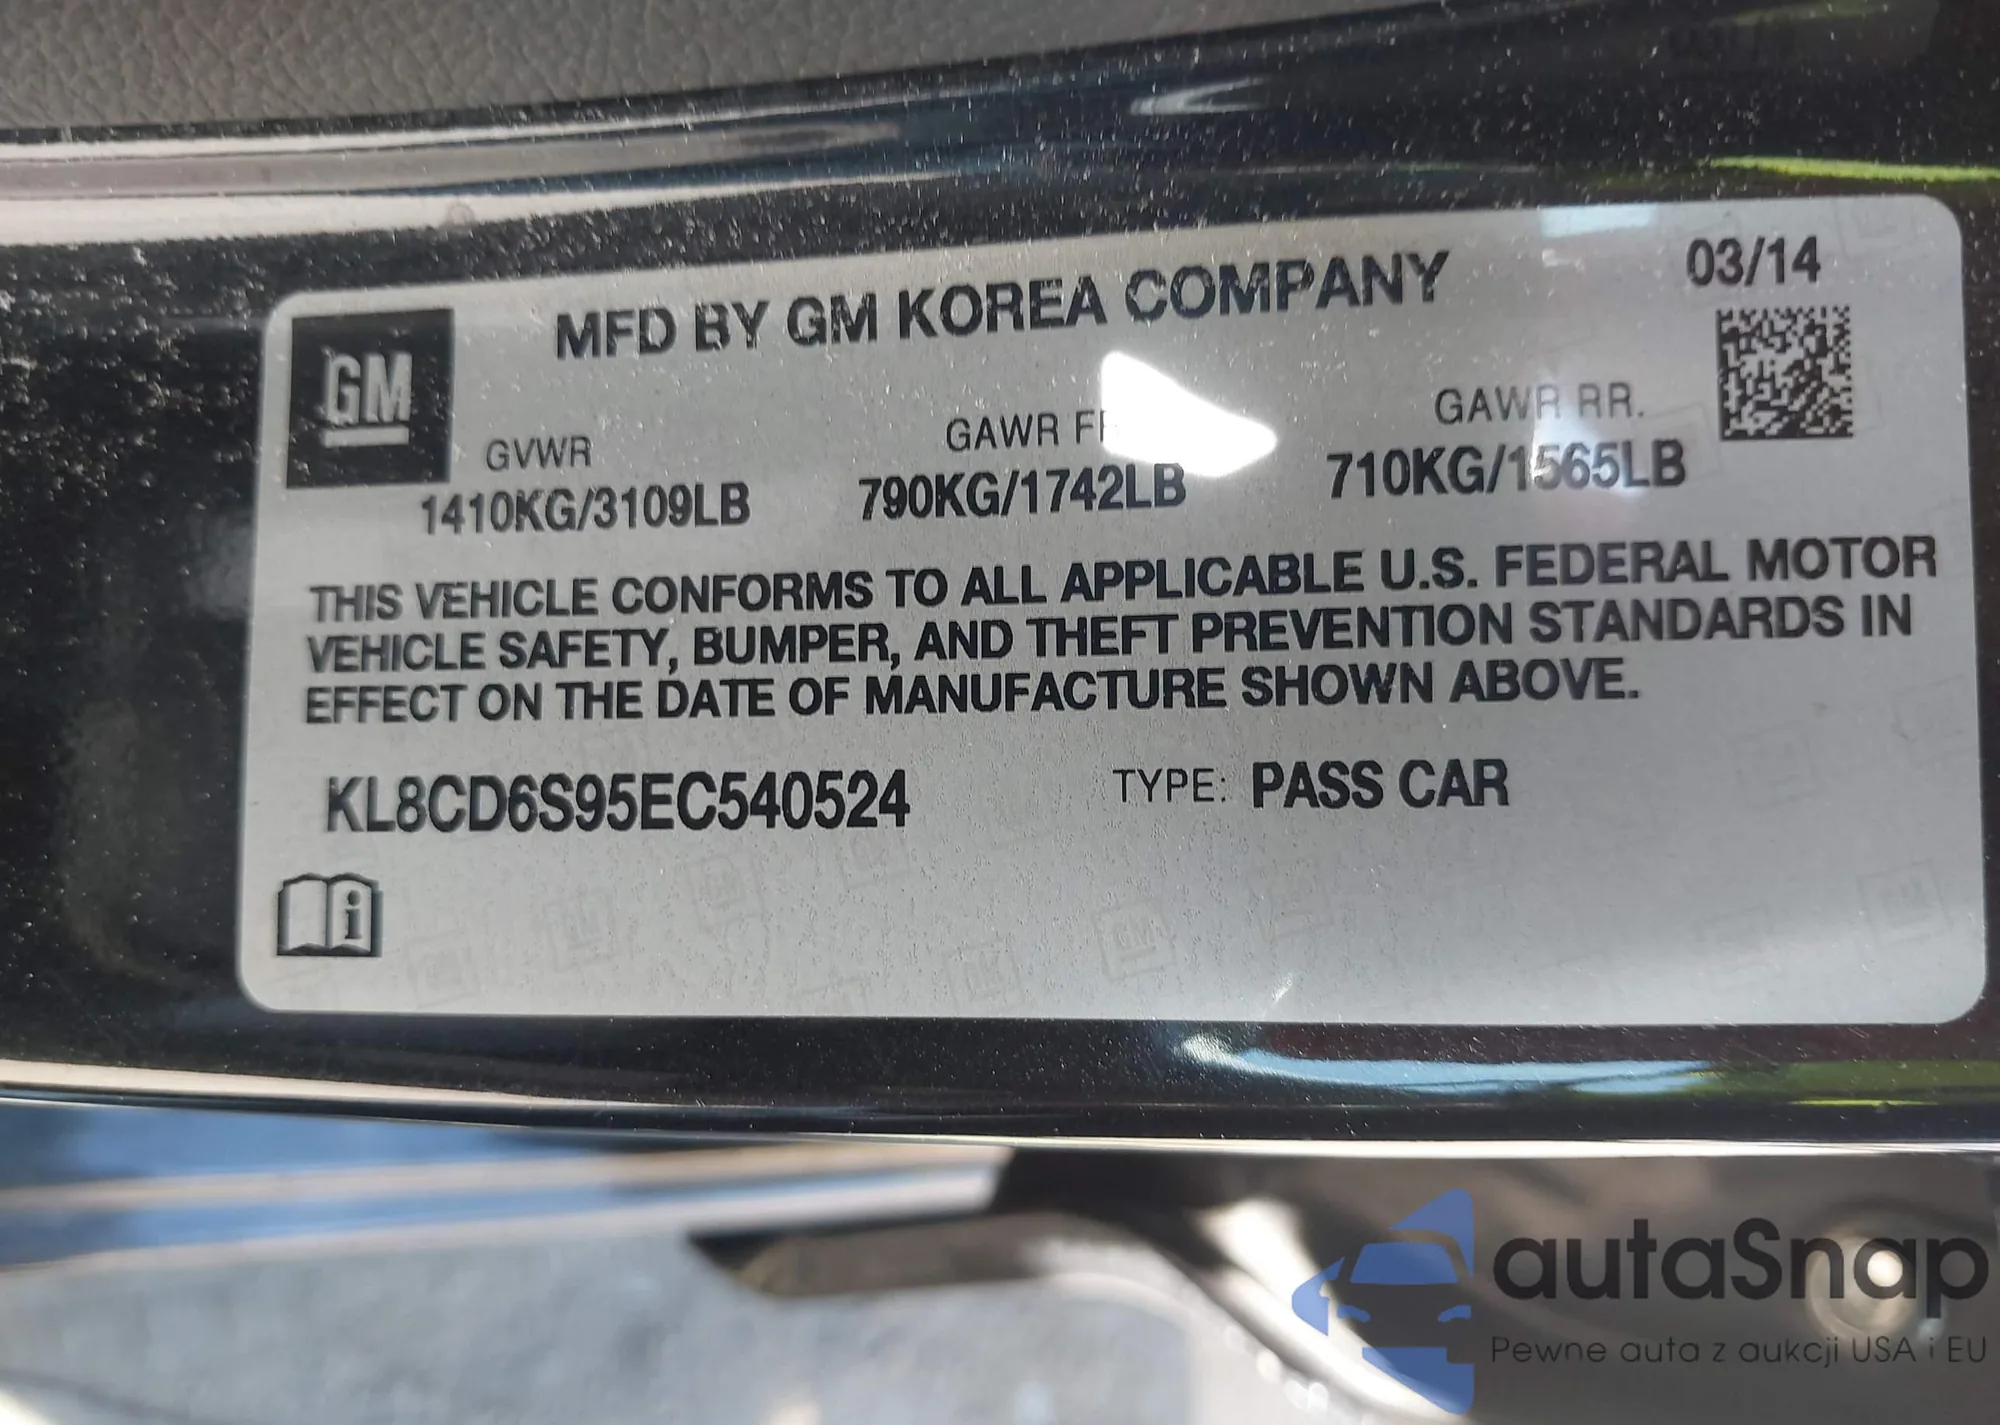 MFD BY GM KOREA COMPANY 03/14
GM
GVWR GAWR GAWR RR.
1410KG/3109LB 790KG/1742LB 710KG/1565LB
THIS VEHICLE CONFORMS TO ALL APPLICABLE U.S. FEDERAL MOTOR
VEHICLE SAFETY, BUMPER, AND THEFT PREVENTION STANDARDS IN
EFFECT ON THE DATE OF MANUFACTURE SHOWN ABOVE.
KL8CD6S95EC540524 TYPE: PASS CAR
autaSnap
Pewne auta z aukcji USA i EU